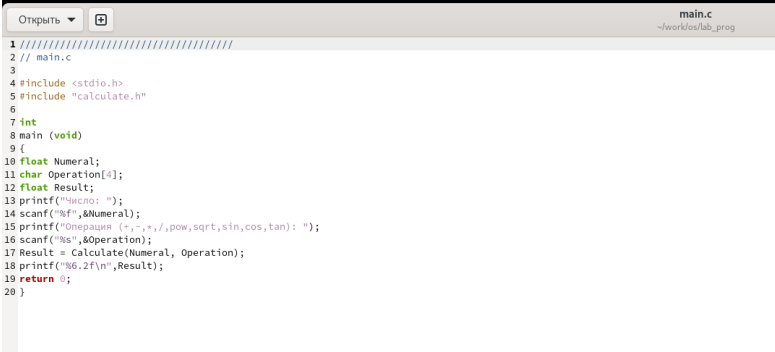 Открыть
main.c
~/work/os/lab_prog
1 //////////////////////////////////////
2 // main.c
3
4 #include <stdio.h>
5 #include "calculate.h"
6
7 int
8 main (void)
9 {
10 float Numeral;
11 char Operation[4];
12 float Result;
13 printf("Число: ");
14 scanf("%f",&Numeral);
15 printf("Операция (+,-,*,/,pow,sqrt,sin,cos,tan): ");
16 scanf("%s",&Operation);
17 Result = Calculate(Numeral, Operation);
18 printf("%6.2f\n",Result);
19 return 0;
20 }